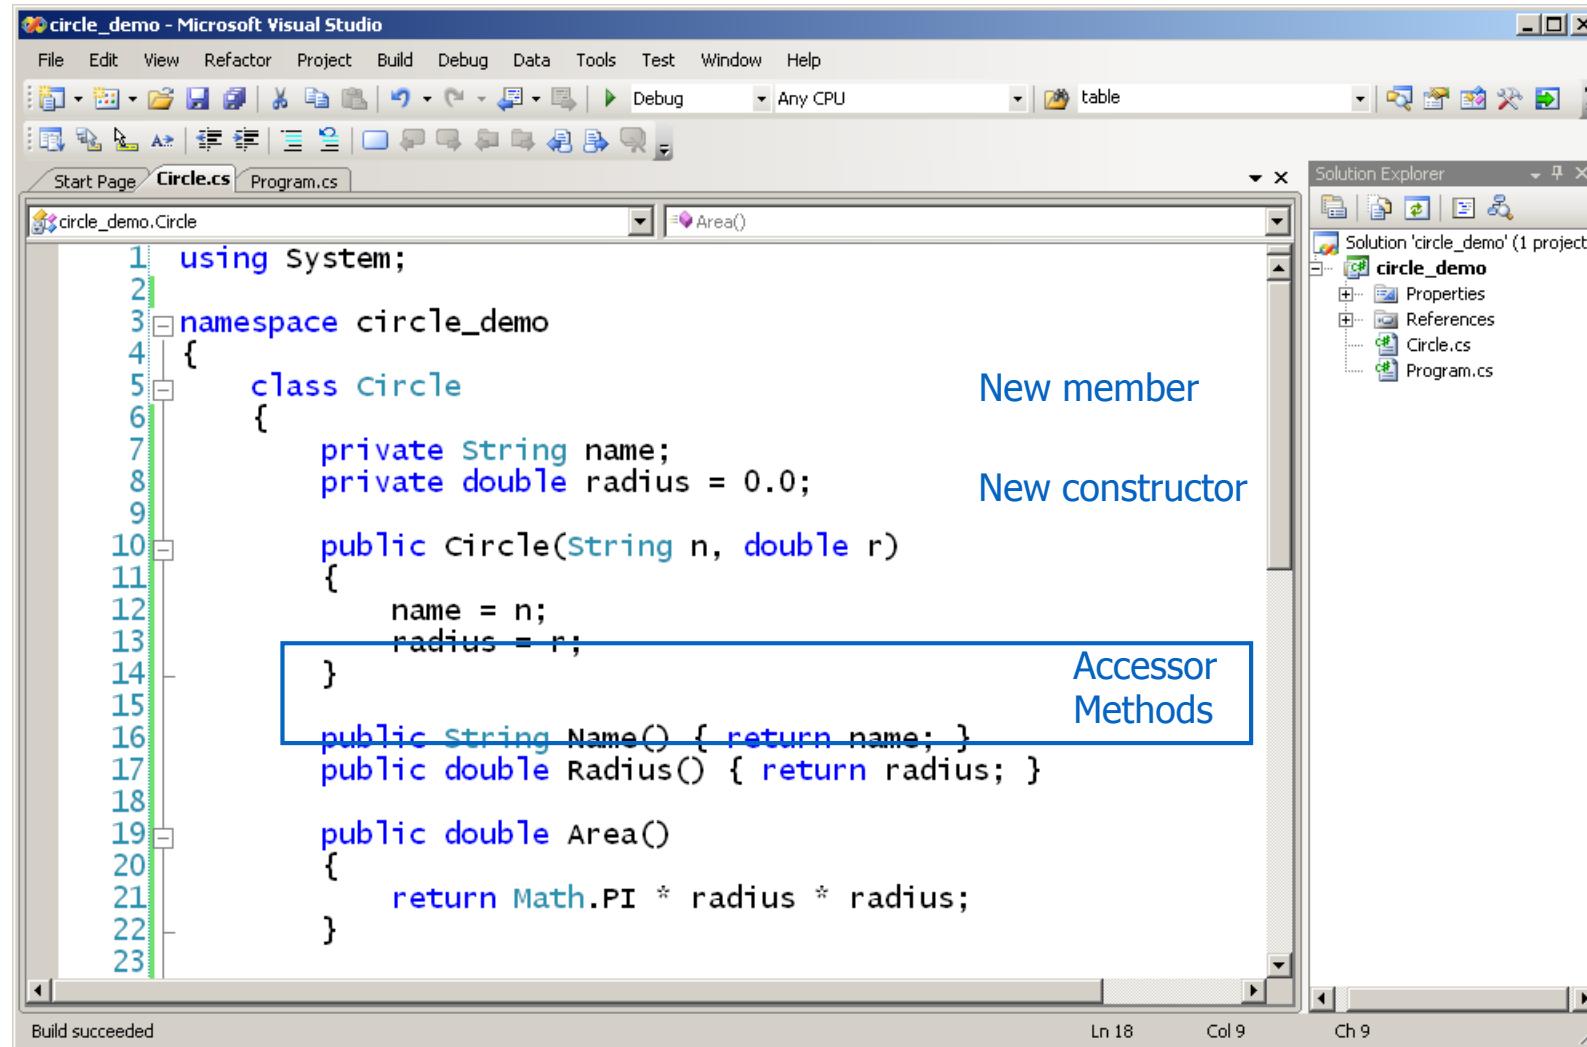 circle_demo - Microsoft Visual Studio
File Edit View Refactor Project Build Debug Data Tools Test Window Help
Debug Any CPU table
Start Page Circle.cs Program.cs
circle_demo.Circle Area()
1 using System;
2
3 namespace circle_demo
4 {
5 class Circle
6 {
7 private String name;
8 private double radius = 0.0;
9
10 public Circle(String n, double r)
11 {
12 name = n;
13 radius = r;
14 }
15
16 public String Name() { return name; }
17 public double Radius() { return radius; }
18
19 public double Area()
20 {
21 return Math.PI * radius * radius;
22 }
23
New member
New constructor
Accessor
Methods
Solution Explorer
Solution 'circle_demo' (1 project
circle_demo
Properties
References
Circle.cs
Program.cs
Build succeeded Ln 18 Col 9 Ch 9